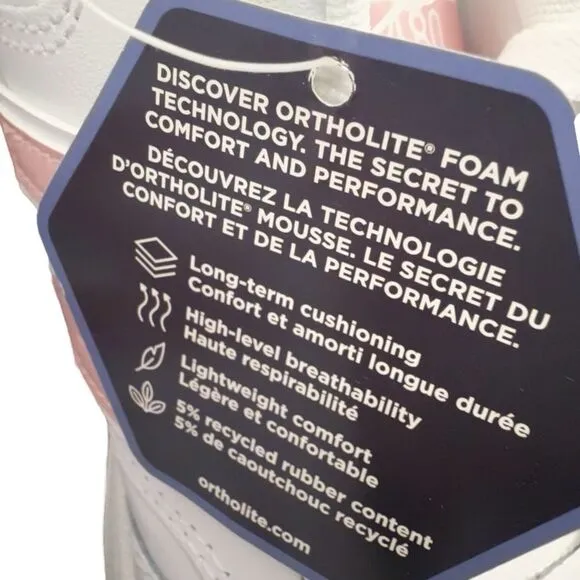 DISCOVER ORTHOLITE® FOAM
TECHNOLOGY. THE SECRET TO
COMFORT AND PERFORMANCE.
DÉCOUVREZ LA TECHNOLOGIE
D'ORTHOLITE® MOUSSE. LE SECRET DU
CONFORT ET DE LA PERFORMANCE.
Long-term cushioning
Confort et amorti longue durée
High-level breathability
Haute respirabilité
Lightweight comfort
Légère et confortable
5% recycled rubber content
5% de caoutchouc recyclé
ortholite.com